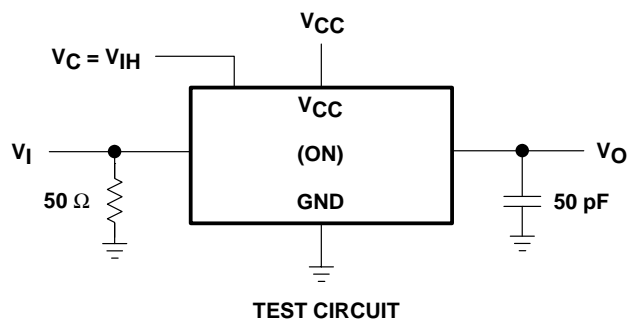 VCC
VC = VIH
VCC
VI
(ON)
VO
50 Ω
GND
50 pF
TEST CIRCUIT